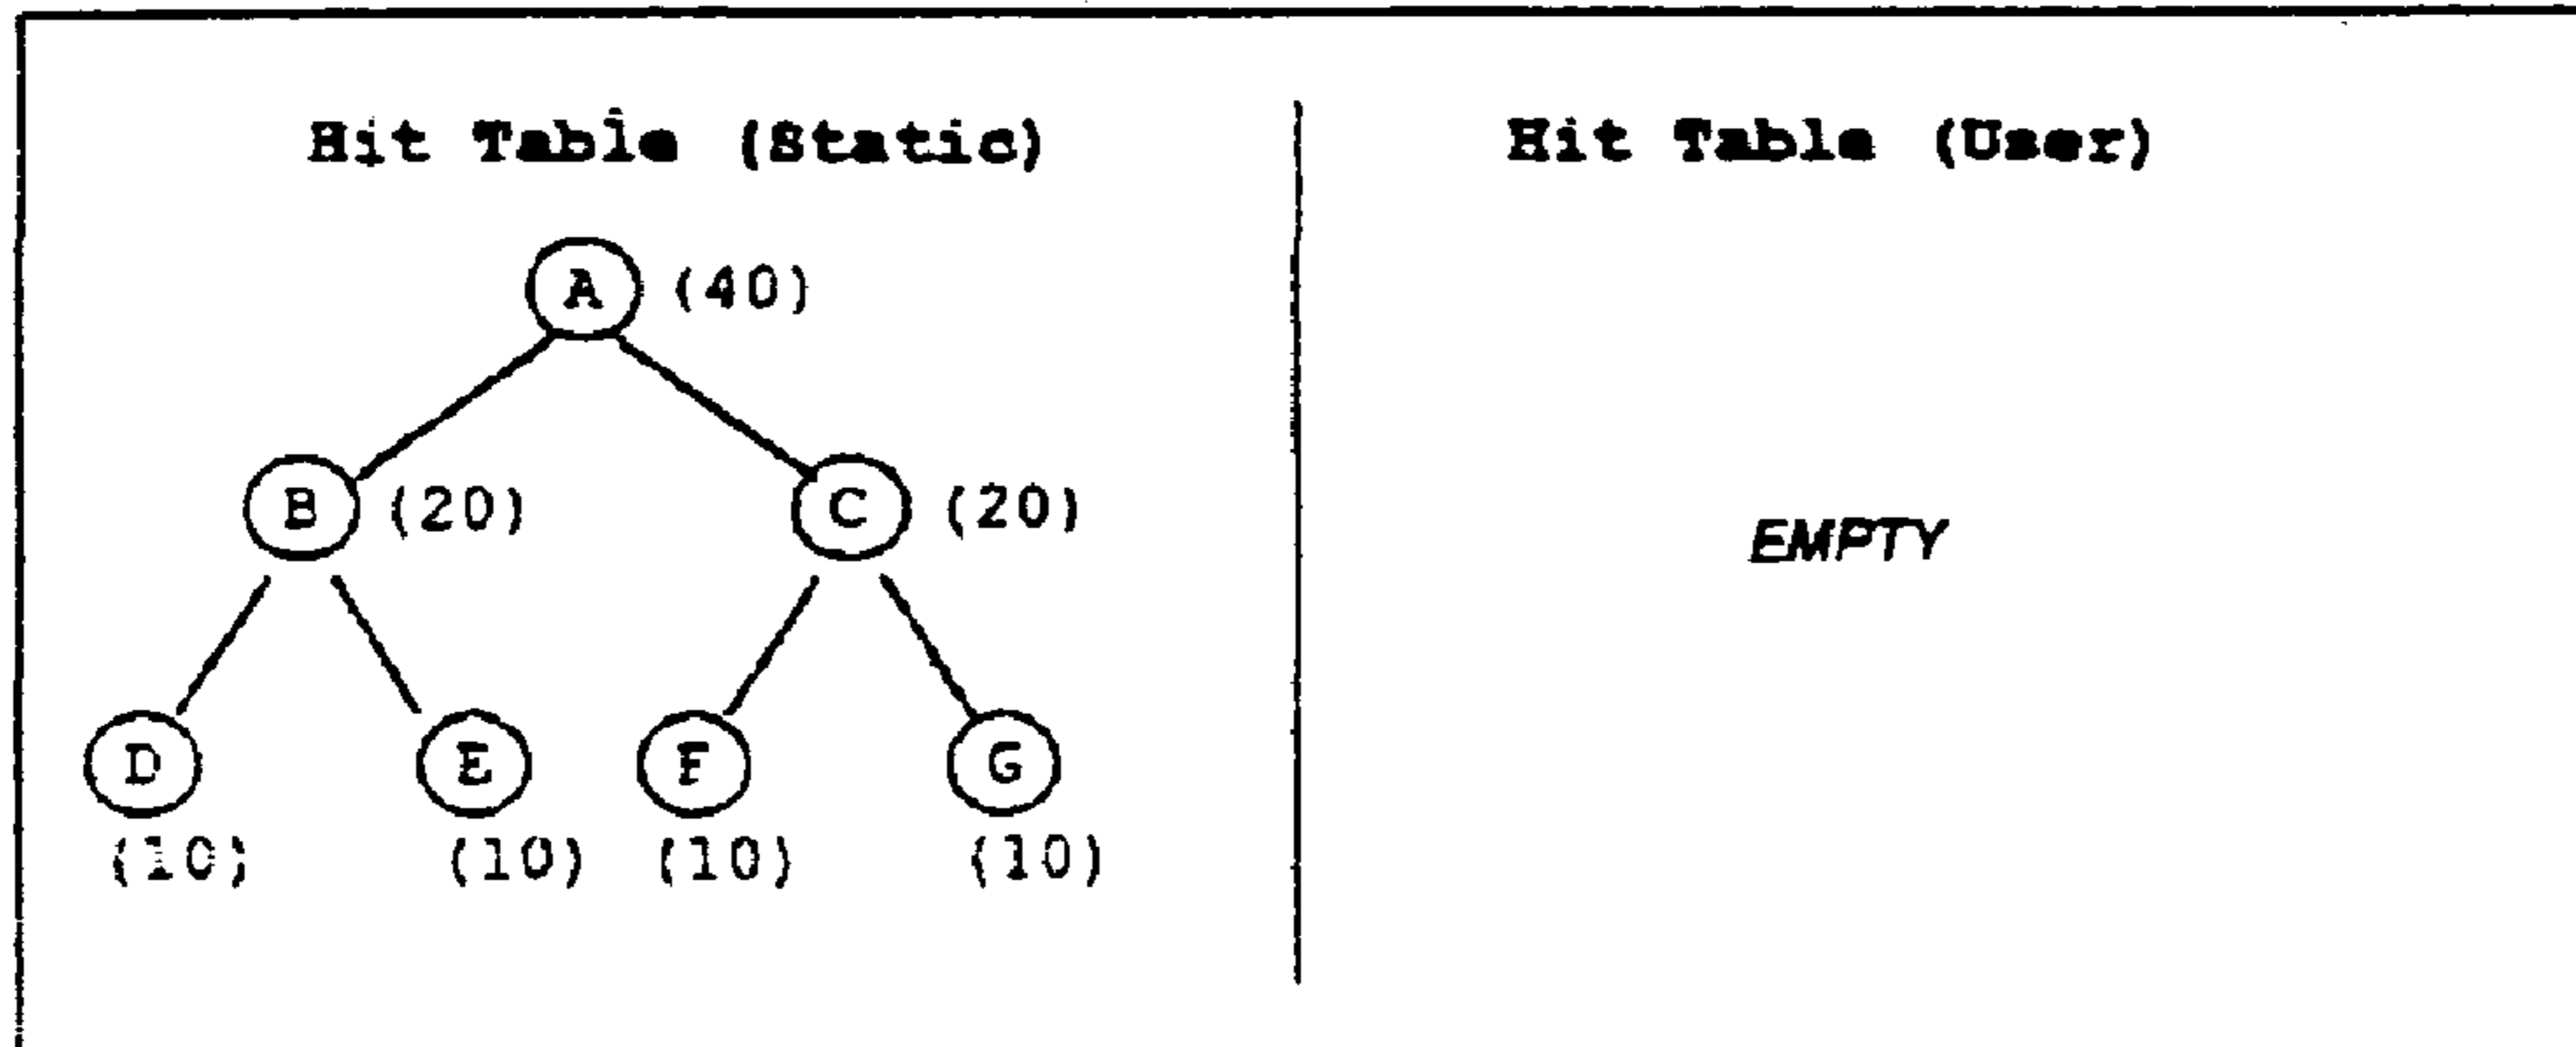 Hit Table (Static)
Hit Table (User)
A (40)
B (20)
C (20)
EMPTY
D
E
F
G
(10)
(10)
(10)
(10)